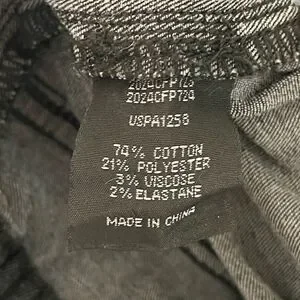 2024CFP724
USPA1258
74% COTTON
21% POLYESTER
3% VISCOSE
2% ELASTANE
MADE IN CHINA